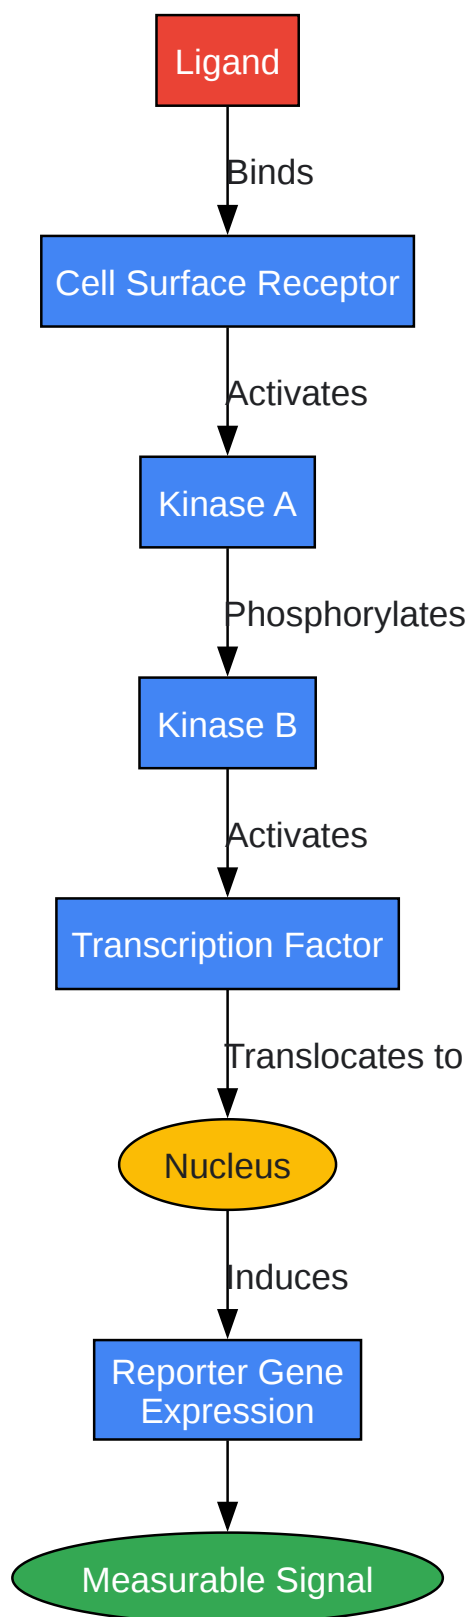 Ligand
Binds
Cell Surface Receptor
Activates
Kinase A
Phosphorylates
Kinase B
Activates
Transcription Factor
Translocates to
Nucleus
Induces
Reporter Gene
Expression
Measurable Signal